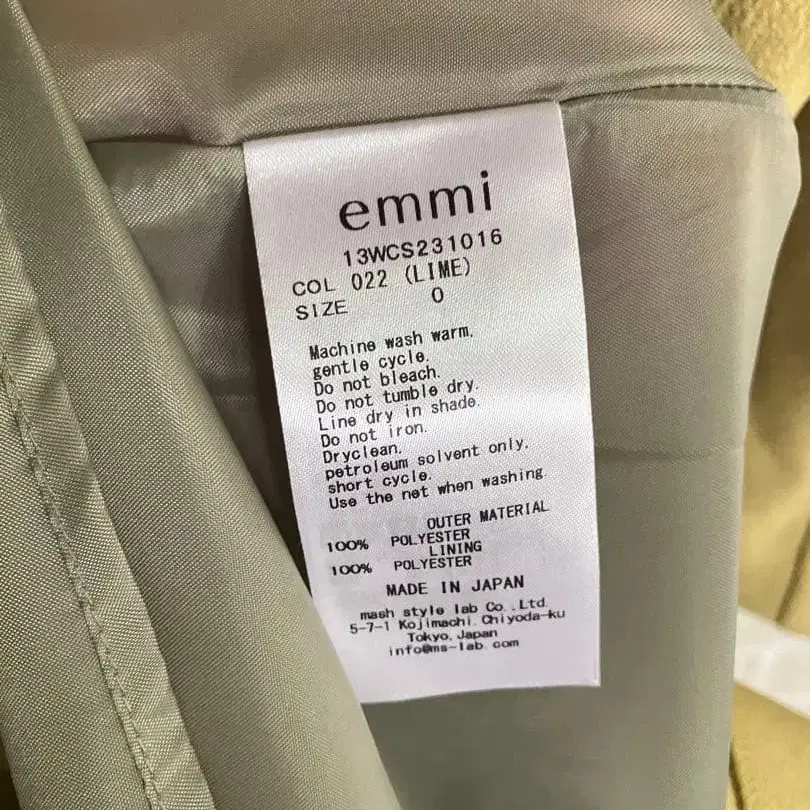 emmi
13WCS231016
COL 022 (LIME)
SIZE 0
Machine wash warm,
gentle cycle.
Do not bleach.
Do not tumble dry.
Line dry in shade.
Do not iron.
Dryclean,
petroleum solvent only,
short cycle.
Use the net when washing.
OUTER MATERIAL
100% POLYESTER
LINING
100% POLYESTER
MADE IN JAPAN
mash style lab Co.,Ltd.
5-7-1 Kojimachi, Chiyoda-ku
Tokyo, Japan
info@ms-lab.com